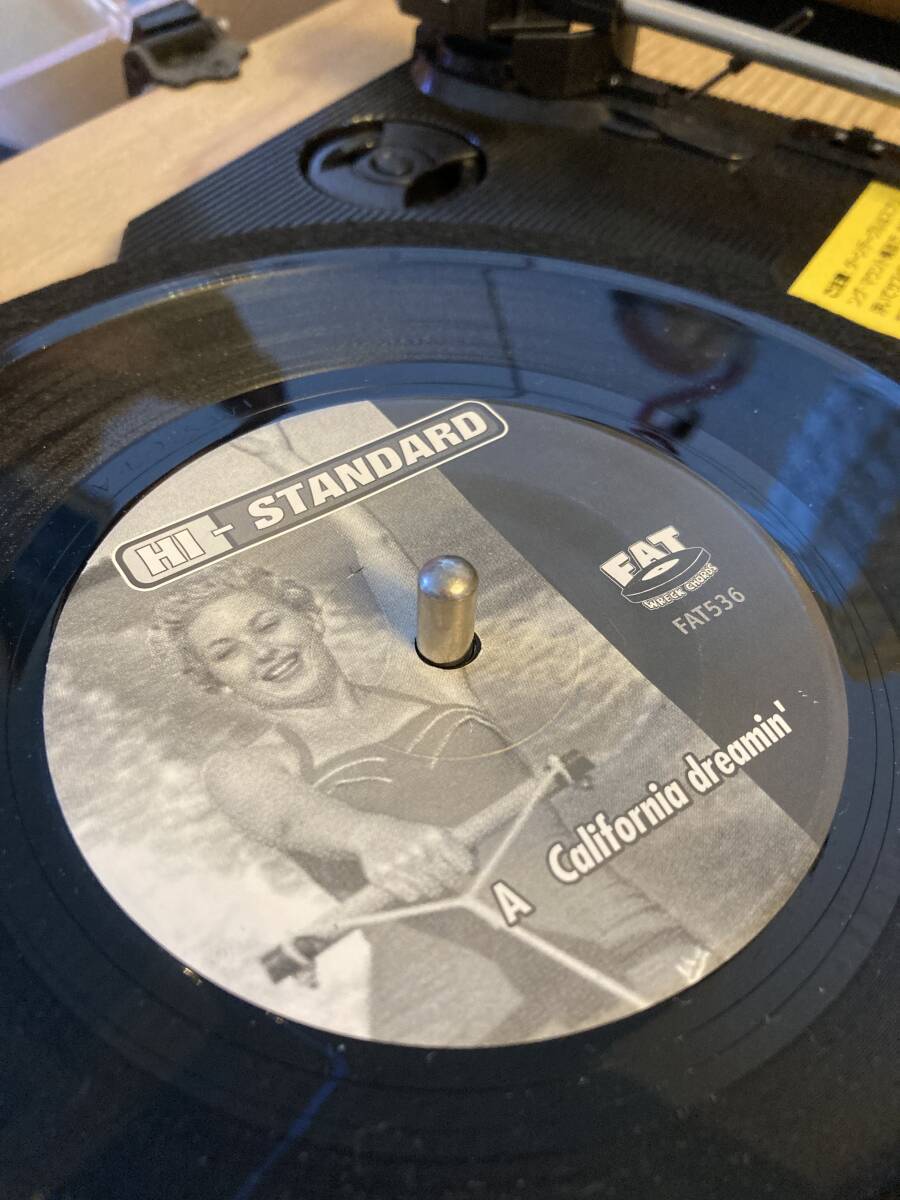 HI-STANDARD
FAT
WRECK CHORDS
FAT536
A California dreamin'